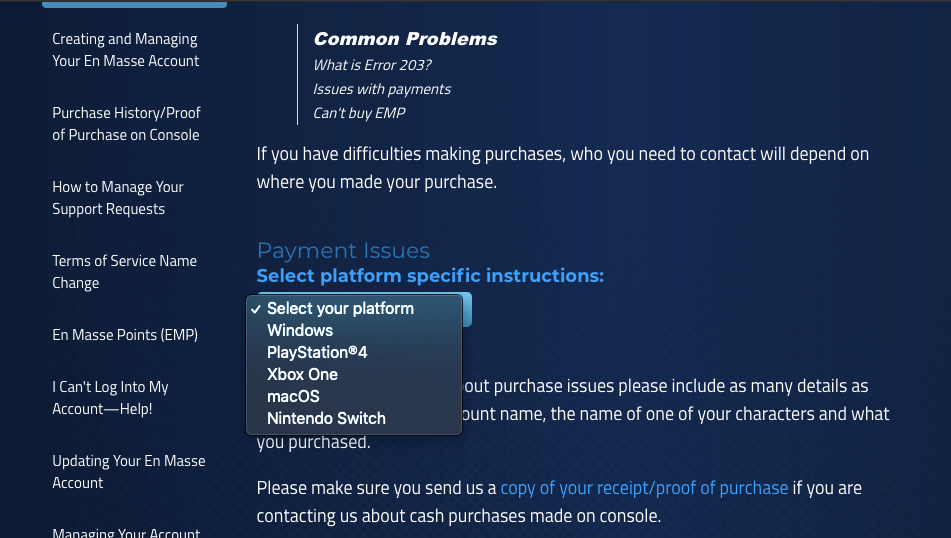 Creating and Managing
Your En Masse Account
Purchase History/Proof
of Purchase on Console
How to Manage Your
Support Requests
Terms of Service Name
Change
En Masse Points (EMP)
I Can't Log Into My
Account—Help!
Updating Your En Masse
Account
Managing Your Account
Common Problems
What is Error 203?
Issues with payments
Can't buy EMP
If you have difficulties making purchases, who you need to contact will depend on
where you made your purchase.
Payment Issues
Select platform specific instructions:
✓ Select your platform
Windows
PlayStation®4
Xbox One
macOS
Nintendo Switch
purchase issues please include as many details as
name, the name of one of your characters and what
you purchased.
Please make sure you send us a copy of your receipt/proof of purchase if you are
contacting us about cash purchases made on console.